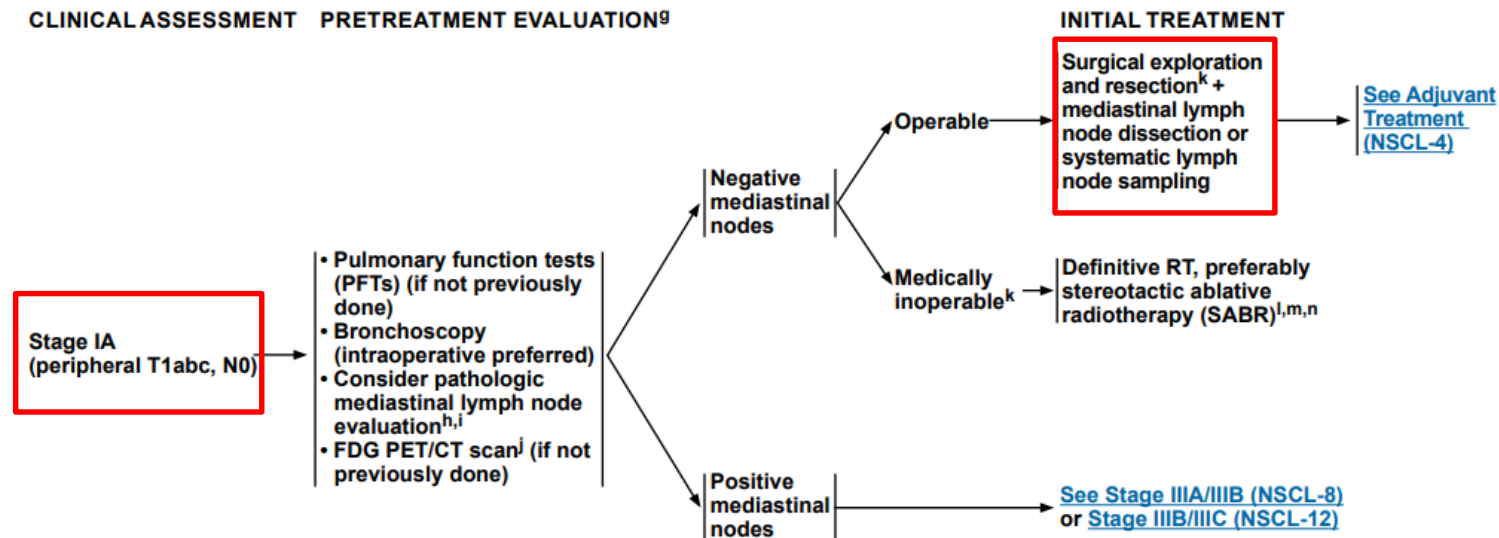 CLINICAL ASSESSMENT
PRETREATMENT EVALUATIONg
INITIAL TREATMENT
Stage IA
(peripheral T1abc, N0)
• Pulmonary function tests
(PFTs) (if not previously
done)
• Bronchoscopy
(intraoperative preferred)
• Consider pathologic
mediastinal lymph node
evaluationh,i
• FDG PET/CT scanj (if not
previously done)
Negative
mediastinal
nodes
Operable
Surgical exploration
and resectionk +
mediastinal lymph
node dissection or
systematic lymph
node sampling
See Adjuvant
Treatment
(NSCL-4)
Medically
inoperablek
Definitive RT, preferably
stereotactic ablative
radiotherapy (SABR)l,m,n
Positive
mediastinal
nodes
See Stage IIIA/IIIB (NSCL-8)
or Stage IIIB/IIIC (NSCL-12)